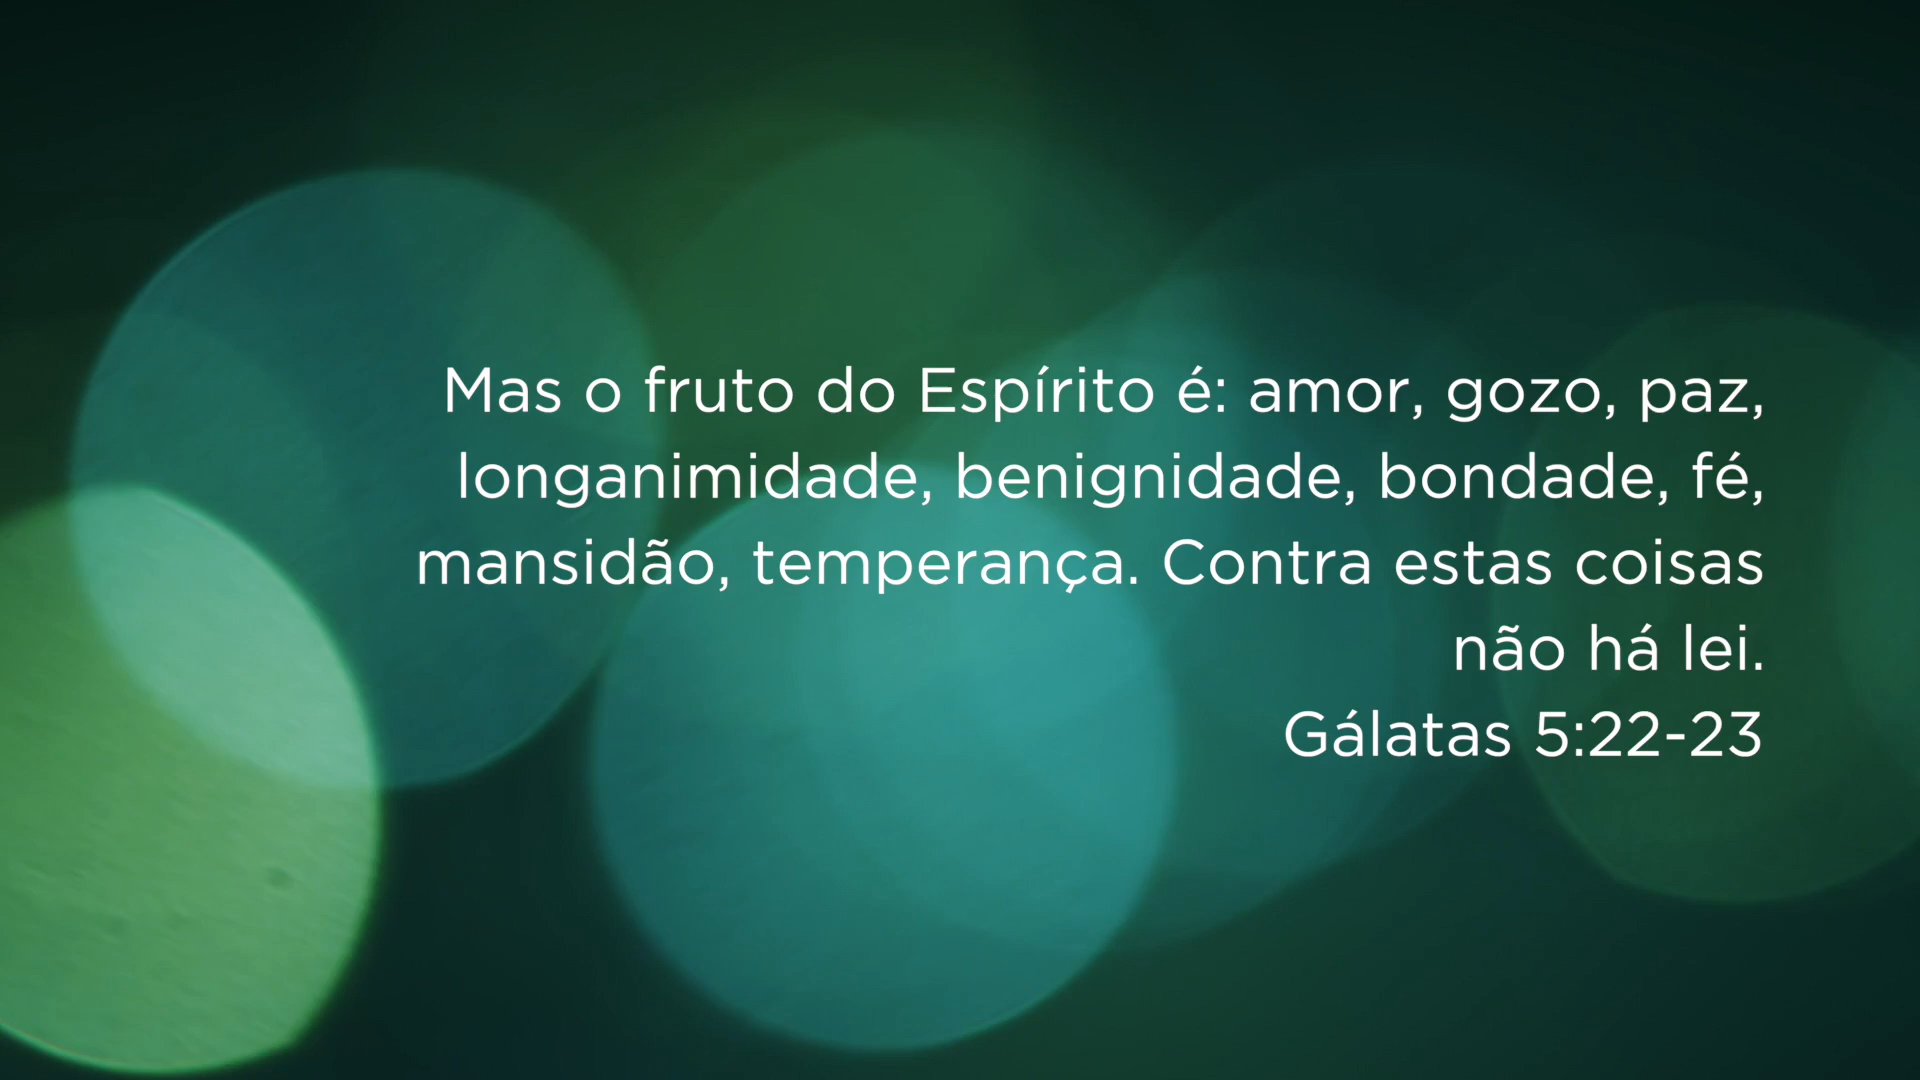 Mas o fruto do Espírito é: amor, gozo, paz,
longanimidade, benignidade, bondade, fé,
mansidão, temperança. Contra estas coisas
não há lei.
Gálatas 5:22-23